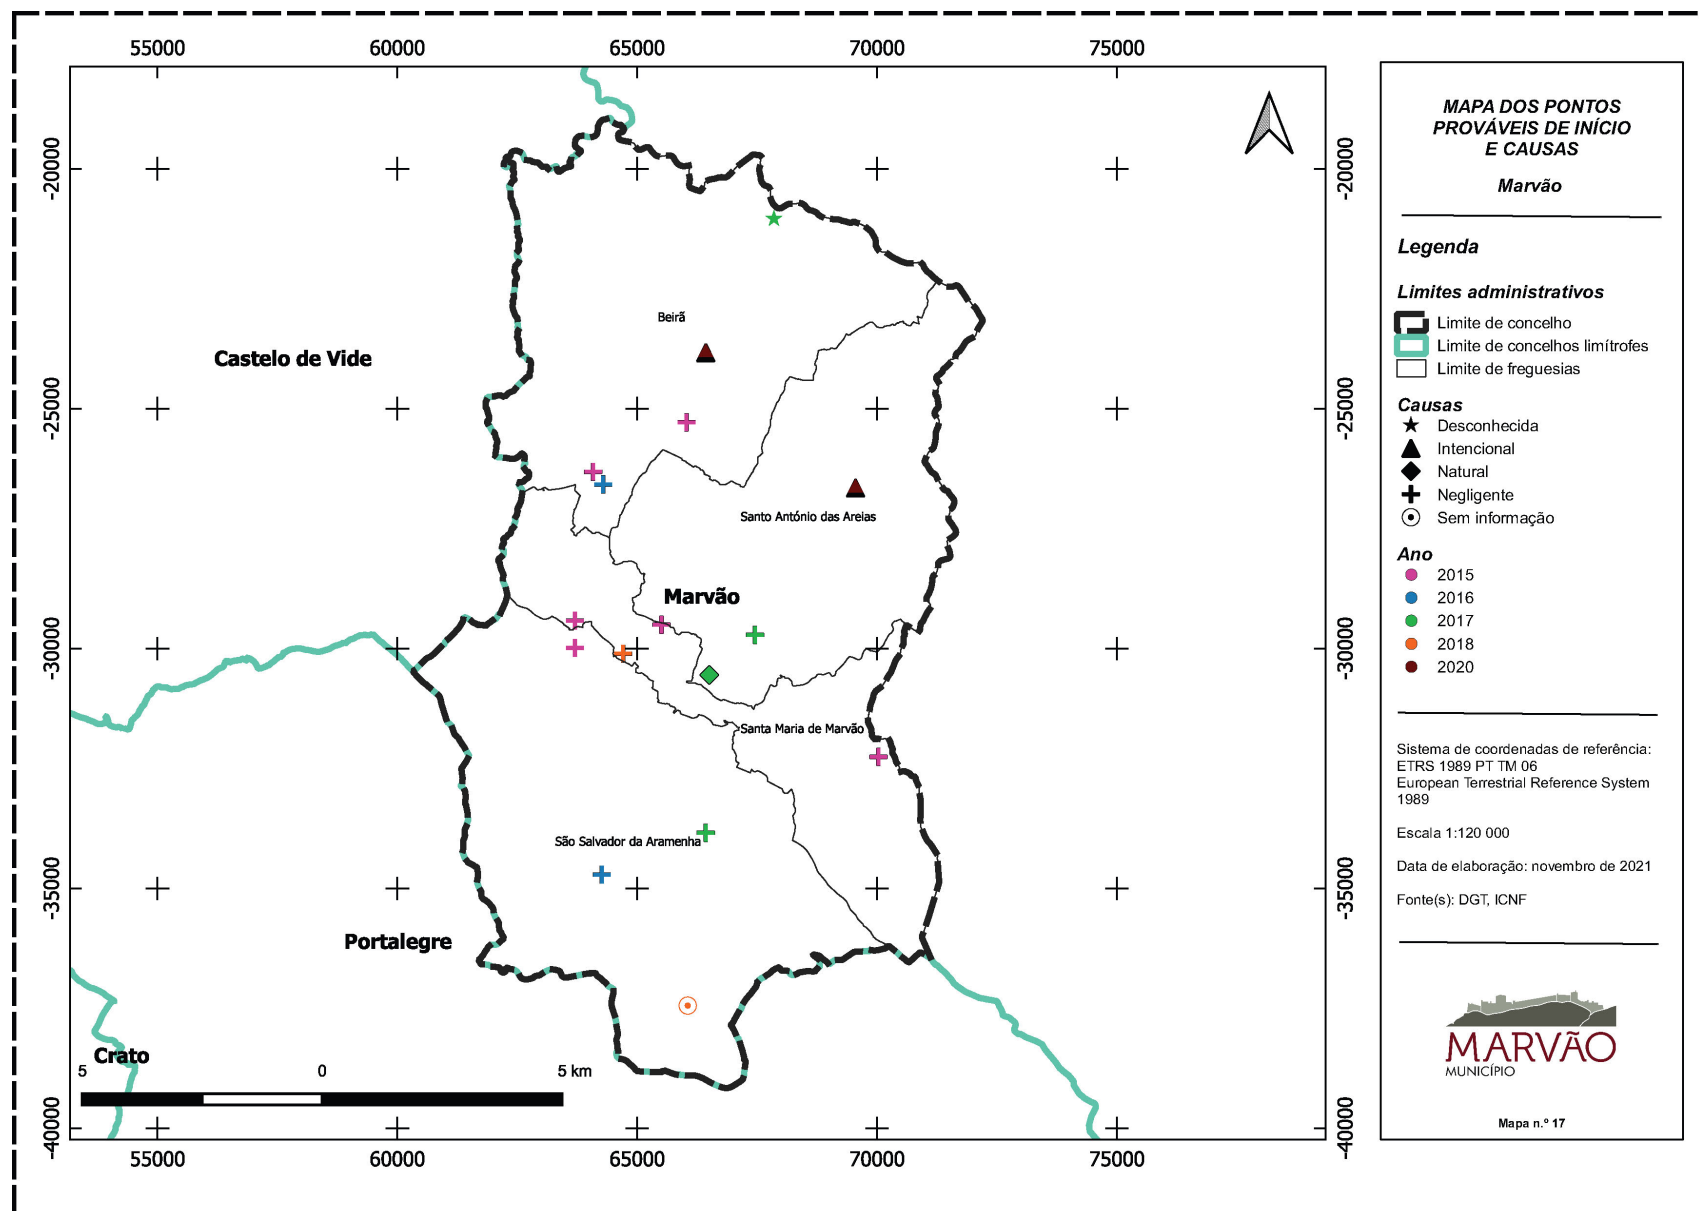 55000 60000 65000 70000 75000
-20000 -20000
-25000 -25000
-30000 -30000
-35000 -35000
-40000 -40000
Beirã
Castelo de Vide
Santo António das Areias
Marvão
Santa Maria de Marvão
São Salvador da Aramenha
Portalegre
Crato
5 0 5 km
55000 60000 65000 70000 75000
MAPA DOS PONTOS
PROVÁVEIS DE INÍCIO
E CAUSAS
Marvão
Legenda
Limites administrativos
Limite de concelho
Limite de concelhos limítrofes
Limite de freguesias
Causas
Desconhecida
Intencional
Natural
Negligente
Sem informação
Ano
2015
2016
2017
2018
2020
Sistema de coordenadas de referência:
ETRS 1989 PT TM 06
European Terrestrial Reference System
1989
Escala 1:120 000
Data de elaboração: novembro de 2021
Fonte(s): DGT, ICNF
MARVÃO
MUNICÍPIO
Mapa n.º 17